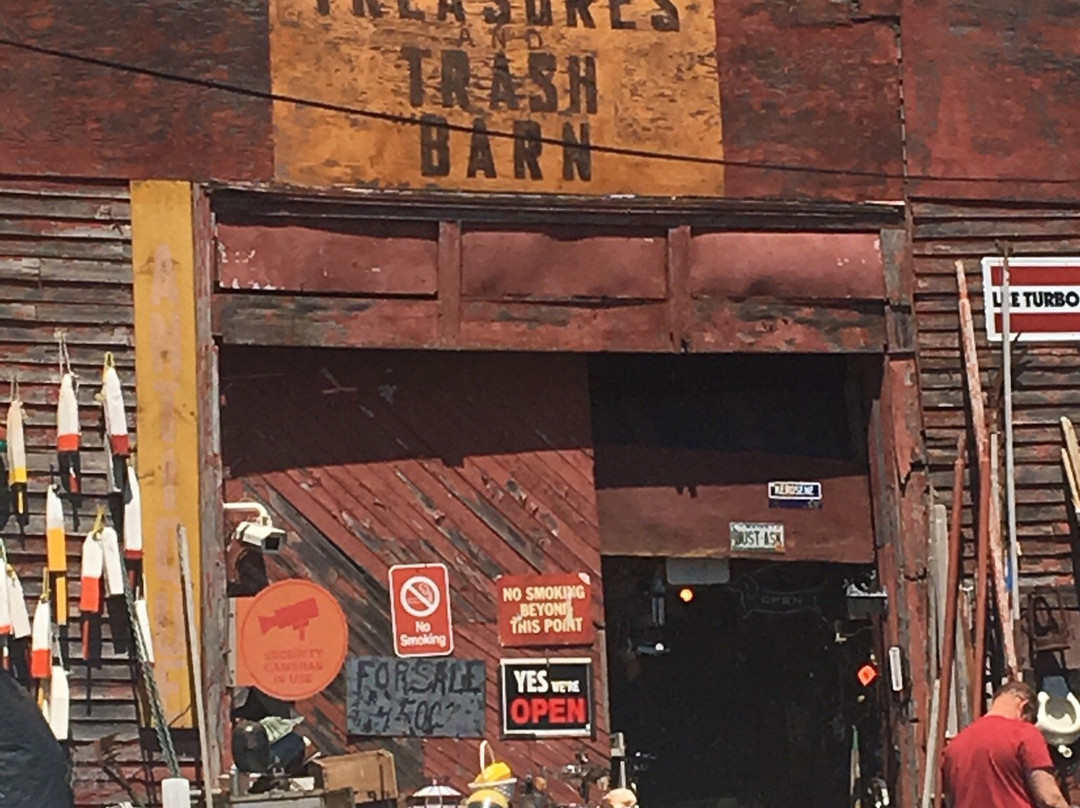 TREASURES
AND
TRASH
BARN
TURBO
KEROSENE
JUST ASK
OPEN
No
Smoking
NO SMOKING
BEYOND
THIS POINT
SECURITY
CAMERAS
IN USE
FOR SALE
YES WE'RE
OPEN